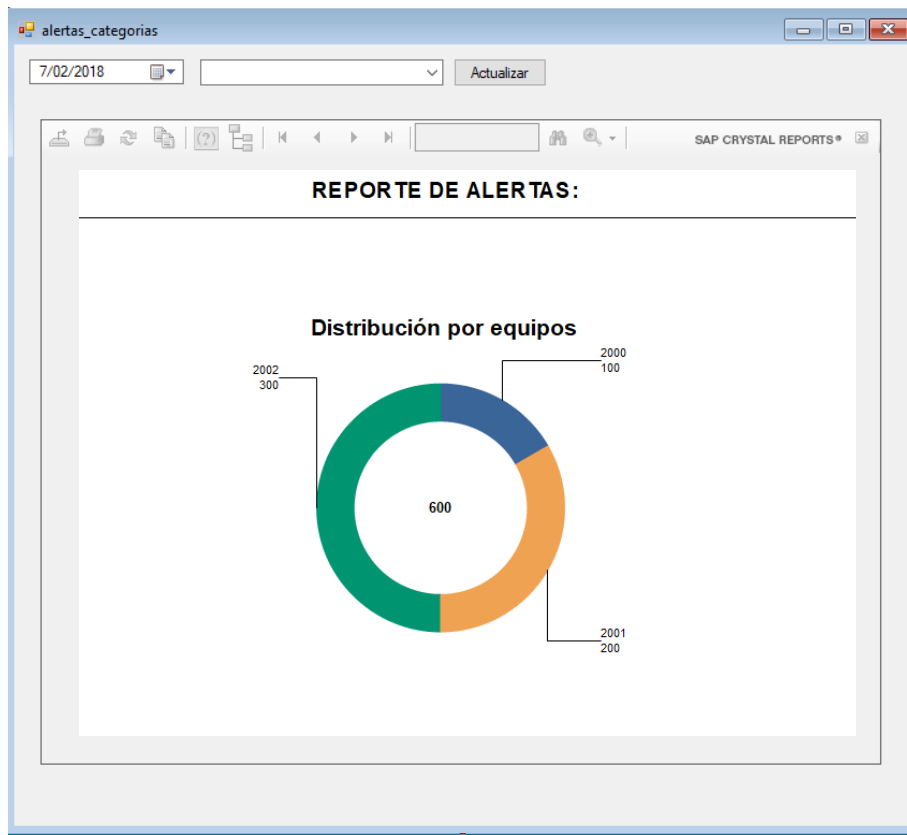 alertas_categorias
7/02/2018
Actualizar
(?)
SAP CRYSTAL REPORTS®
REPORTE DE ALERTAS:
Distribución por equipos
2000
100
2002
300
600
2001
200